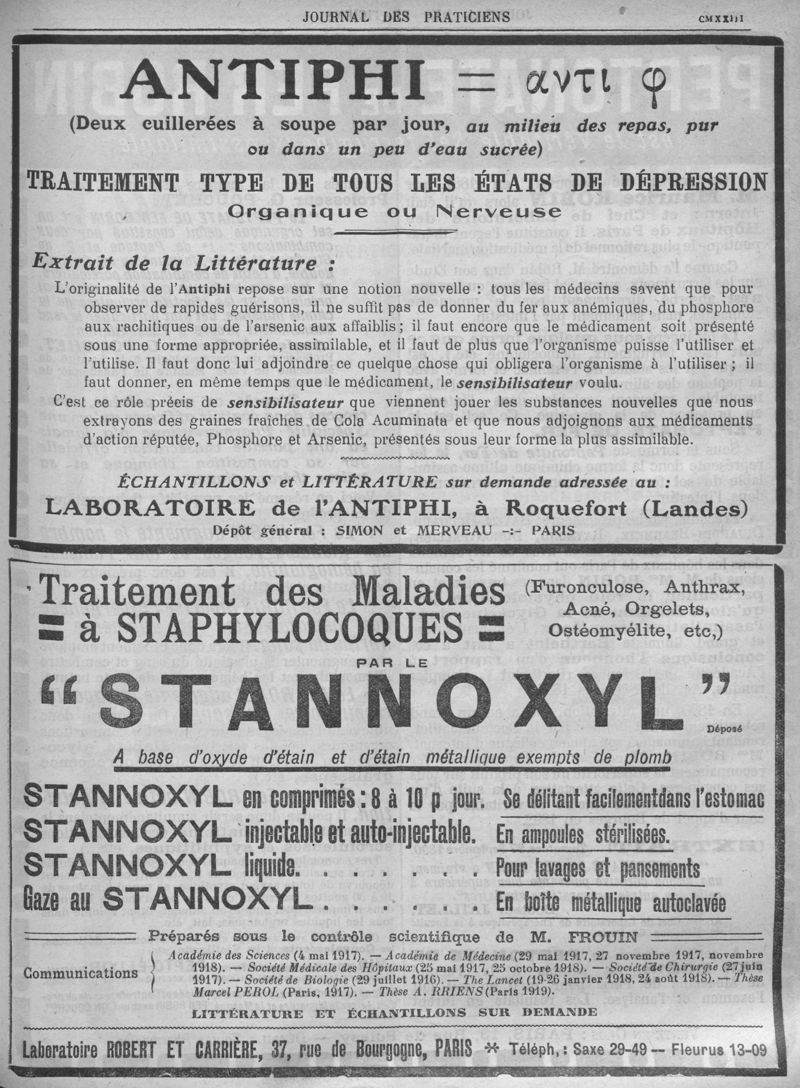 JOURNAL DES PRATICIENS
CMXXIII
ANTIPHI = αντι φ
(Deux cuillerées à soupe par jour, au milieu des repas, pur
ou dans un peu d'eau sucrée)
TRAITEMENT TYPE DE TOUS LES ÉTATS DE DÉPRESSION
Organique ou Nerveuse
Extrait de la Littérature :
L'originalité de l'Antiphi repose sur une notion nouvelle : tous les médecins savent que pour
observer de rapides guérisons, il ne suffit pas de donner du fer aux anémiques, du phosphore
aux rachitiques ou de l'arsenic aux affaiblis ; il faut encore que le médicament soit présenté
sous une forme appropriée, assimilable, et il faut de plus que l'organisme puisse l'utiliser et
l'utilise. Il faut donc lui adjoindre ce quelque chose qui obligera l'organisme à l'utiliser ; il
faut donner, en même temps que le médicament, le sensibilisateur voulu.
C'est ce rôle précis de sensibilisateur que viennent jouer les substances nouvelles que nous
extrayons des graines fraîches de Cola Acuminata et que nous adjoignons aux médicaments
d'action réputée, Phosphore et Arsenic, présentés sous leur forme la plus assimilable.
ÉCHANTILLONS et LITTÉRATURE sur demande adressée au :
LABORATOIRE de l'ANTIPHI, à Roquefort (Landes)
Dépôt général : SIMON et MERVEAU -:- PARIS
Traitement des Maladies
= à STAPHYLOCOQUES =
(Furonculose, Anthrax,
Acné, Orgelets,
Ostéomyélite, etc,)
PAR LE
"STANNOXYL"
Déposé
A base d'oxyde d'étain et d'étain métallique exempts de plomb
STANNOXYL en comprimés : 8 à 10 p jour. Se délitant facilement dans l'estomac
STANNOXYL injectable et auto-injectable. En ampoules stérilisées.
STANNOXYL liquide. . . . . . . Pour lavages et pansements
Gaze au STANNOXYL . . . . . . En boîte métallique autoclavée
Préparés sous le contrôle scientifique de M. FROUIN
Communications
Académie des Sciences (4 mai 1917). — Académie de Médecine (29 mai 1917, 27 novembre 1917, novembre
1918). — Société Médicale des Hôpitaux (25 mai 1917, 25 octobre 1918). — Société de Chirurgie (27 juin
1917). — Société de Biologie (29 juillet 1916). — The Lancet (19-26 janvier 1918, 24 août 1918). — Thèse
Marcel PEROL (Paris, 1917). — Thèse A. RRIENS (Paris 1919).
LITTÉRATURE ET ÉCHANTILLONS SUR DEMANDE
Laboratoire ROBERT ET CARRIÈRE, 37, rue de Bourgogne, PARIS ** Téléph, : Saxe 29-49 — Fleurus 13-09